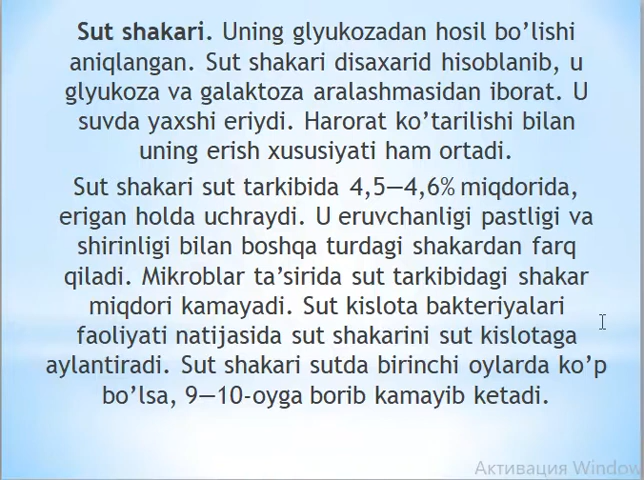 Sut shakari. Uning glyukozadan hosil bo’lishi
aniqlangan. Sut shakari disaxarid hisoblanib, u
glyukoza va galaktoza aralashmasidan iborat. U
suvda yaxshi eriydi. Harorat ko’tarilishi bilan
uning erish xususiyati ham ortadi.
Sut shakari sut tarkibida 4,5—4,6% miqdorida,
erigan holda uchraydi. U eruvchanligi pastligi va
shirinligi bilan boshqa turdagi shakardan farq
qiladi. Mikroblar ta’sirida sut tarkibidagi shakar
miqdori kamayadi. Sut kislota bakteriyalari
faoliyati natijasida sut shakarini sut kislotaga
aylantiradi. Sut shakari sutda birinchi oylarda ko’p
bo’lsa, 9—10-oyga borib kamayib ketadi.
Активация Window